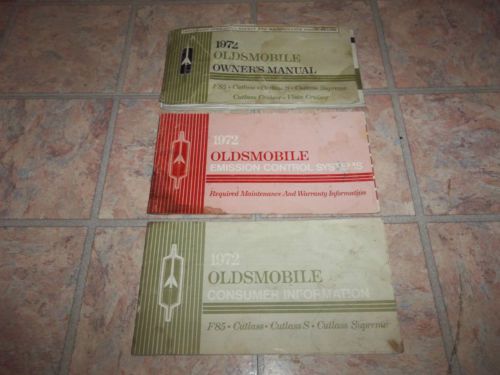 1972
OLDSMOBILE
OWNER'S MANUAL
F85 • Cutlass • Cutlass S • Cutlass Supreme
Cutlass Cruiser • Vista Cruiser
1972
OLDSMOBILE
EMISSION CONTROL SYSTEMS
Required Maintenance And Warranty Information
1972
OLDSMOBILE
CONSUMER INFORMATION
F85 • Cutlass • Cutlass S • Cutlass Supreme